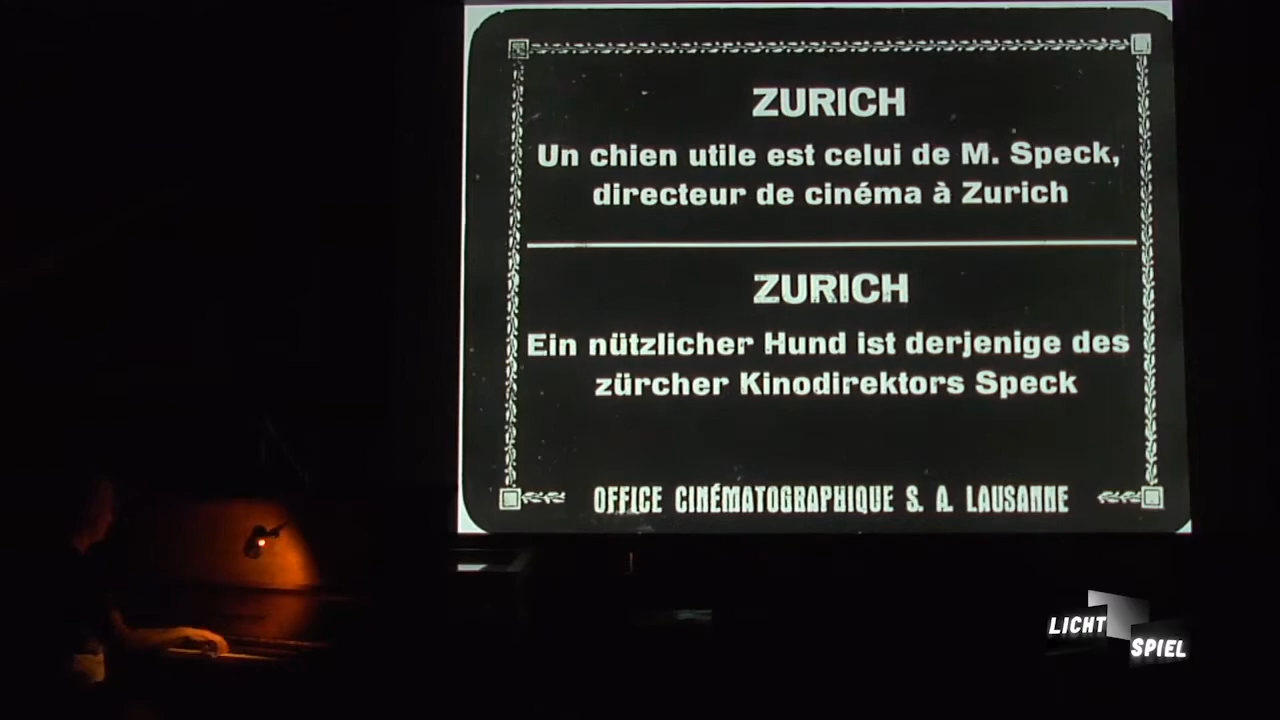 ZURICH
Un chien utile est celui de M. Speck,
directeur de cinéma à Zurich
ZURICH
Ein nützlicher Hund ist derjenige des
zürcher Kinodirektors Speck
OFFICE CINÉMATOGRAPHIQUE S. A. LAUSANNE
LICHT
SPIEL